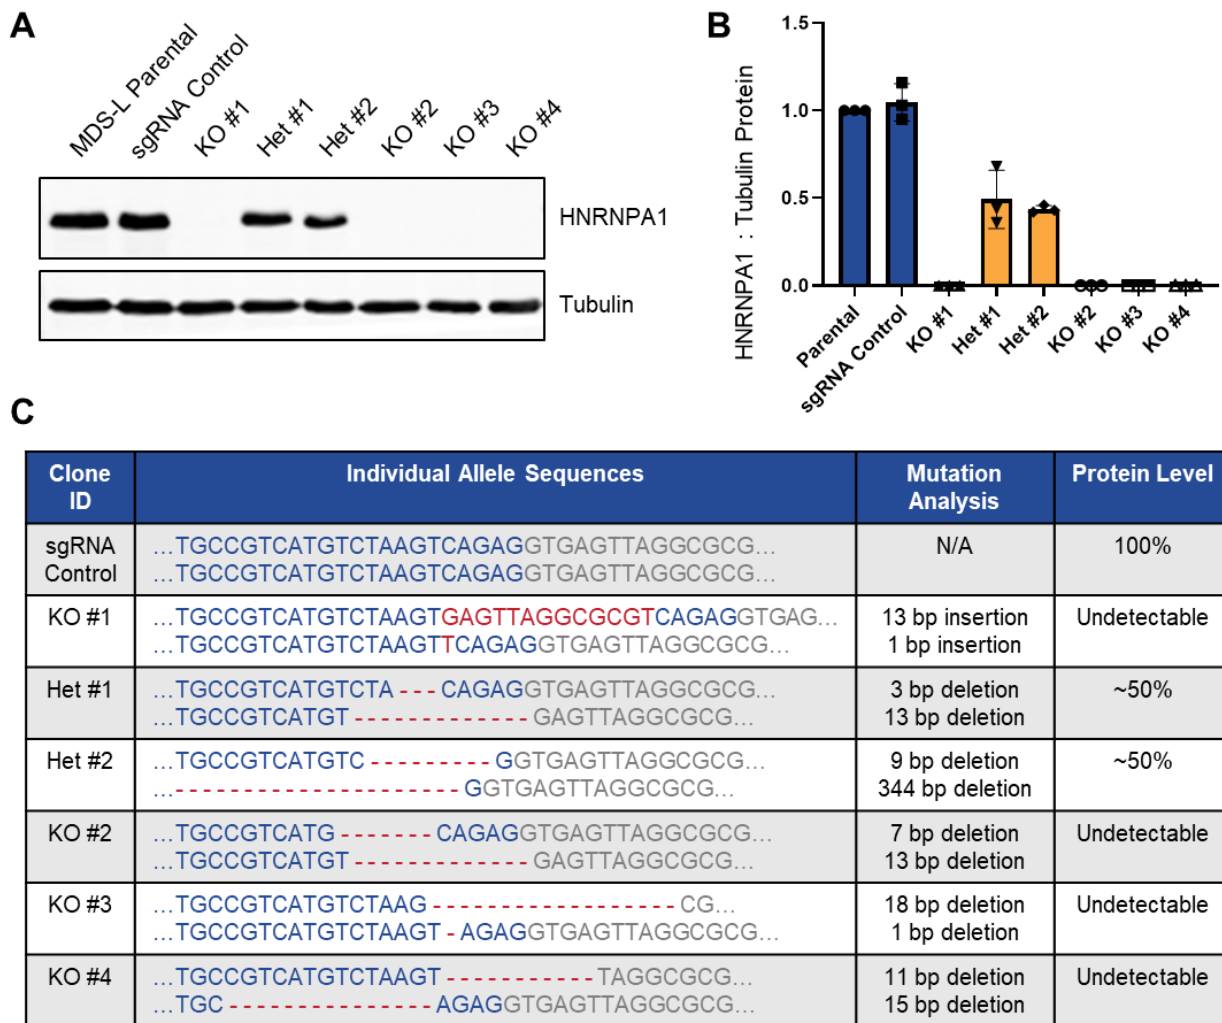 A
MDS-L Parental
sgRNA Control
KO #1
Het #1
Het #2
KO #2
KO #3
KO #4
HNRNPA1
Tubulin
B
HNRNPA1 : Tubulin Protein
1.5
1.0
0.5
0.0
Parental
sgRNA Control
KO #1
Het #1
Het #2
KO #2
KO #3
KO #4
C
Clone ID
Individual Allele Sequences
Mutation Analysis
Protein Level
sgRNA Control
...TGCCGTCATGTCTAAGTCAGAGGTGAGTTAGGCGCG...
...TGCCGTCATGTCTAAGTCAGAGGTGAGTTAGGCGCG...
N/A
100%
KO #1
...TGCCGTCATGTCTAAGTGAGTTAGGCGCGTCAGAGGTGAG...
...TGCCGTCATGTCTAAGTTCAGAGGTGAGTTAGGCGCG...
13 bp insertion
1 bp insertion
Undetectable
Het #1
...TGCCGTCATGTCTA---CAGAGGTGAGTTAGGCGCG...
...TGCCGTCATGT-------------GAGTTAGGCGCG...
3 bp deletion
13 bp deletion
~50%
Het #2
...TGCCGTCATGTC---------GGTGAGTTAGGCGCG...
...---------------------GGTGAGTTAGGCGCG...
9 bp deletion
344 bp deletion
~50%
KO #2
...TGCCGTCATG-------CAGAGGTGAGTTAGGCGCG...
...TGCCGTCATGT-------------GAGTTAGGCGCG...
7 bp deletion
13 bp deletion
Undetectable
KO #3
...TGCCGTCATGTCTAAG------------------CG...
...TGCCGTCATGTCTAAGT-AGAGGTGAGTTAGGCGCG...
18 bp deletion
1 bp deletion
Undetectable
KO #4
...TGCCGTCATGTCTAAGT-----------TAGGCGCG...
...TGC---------------AGAGGTGAGTTAGGCGCG...
11 bp deletion
15 bp deletion
Undetectable